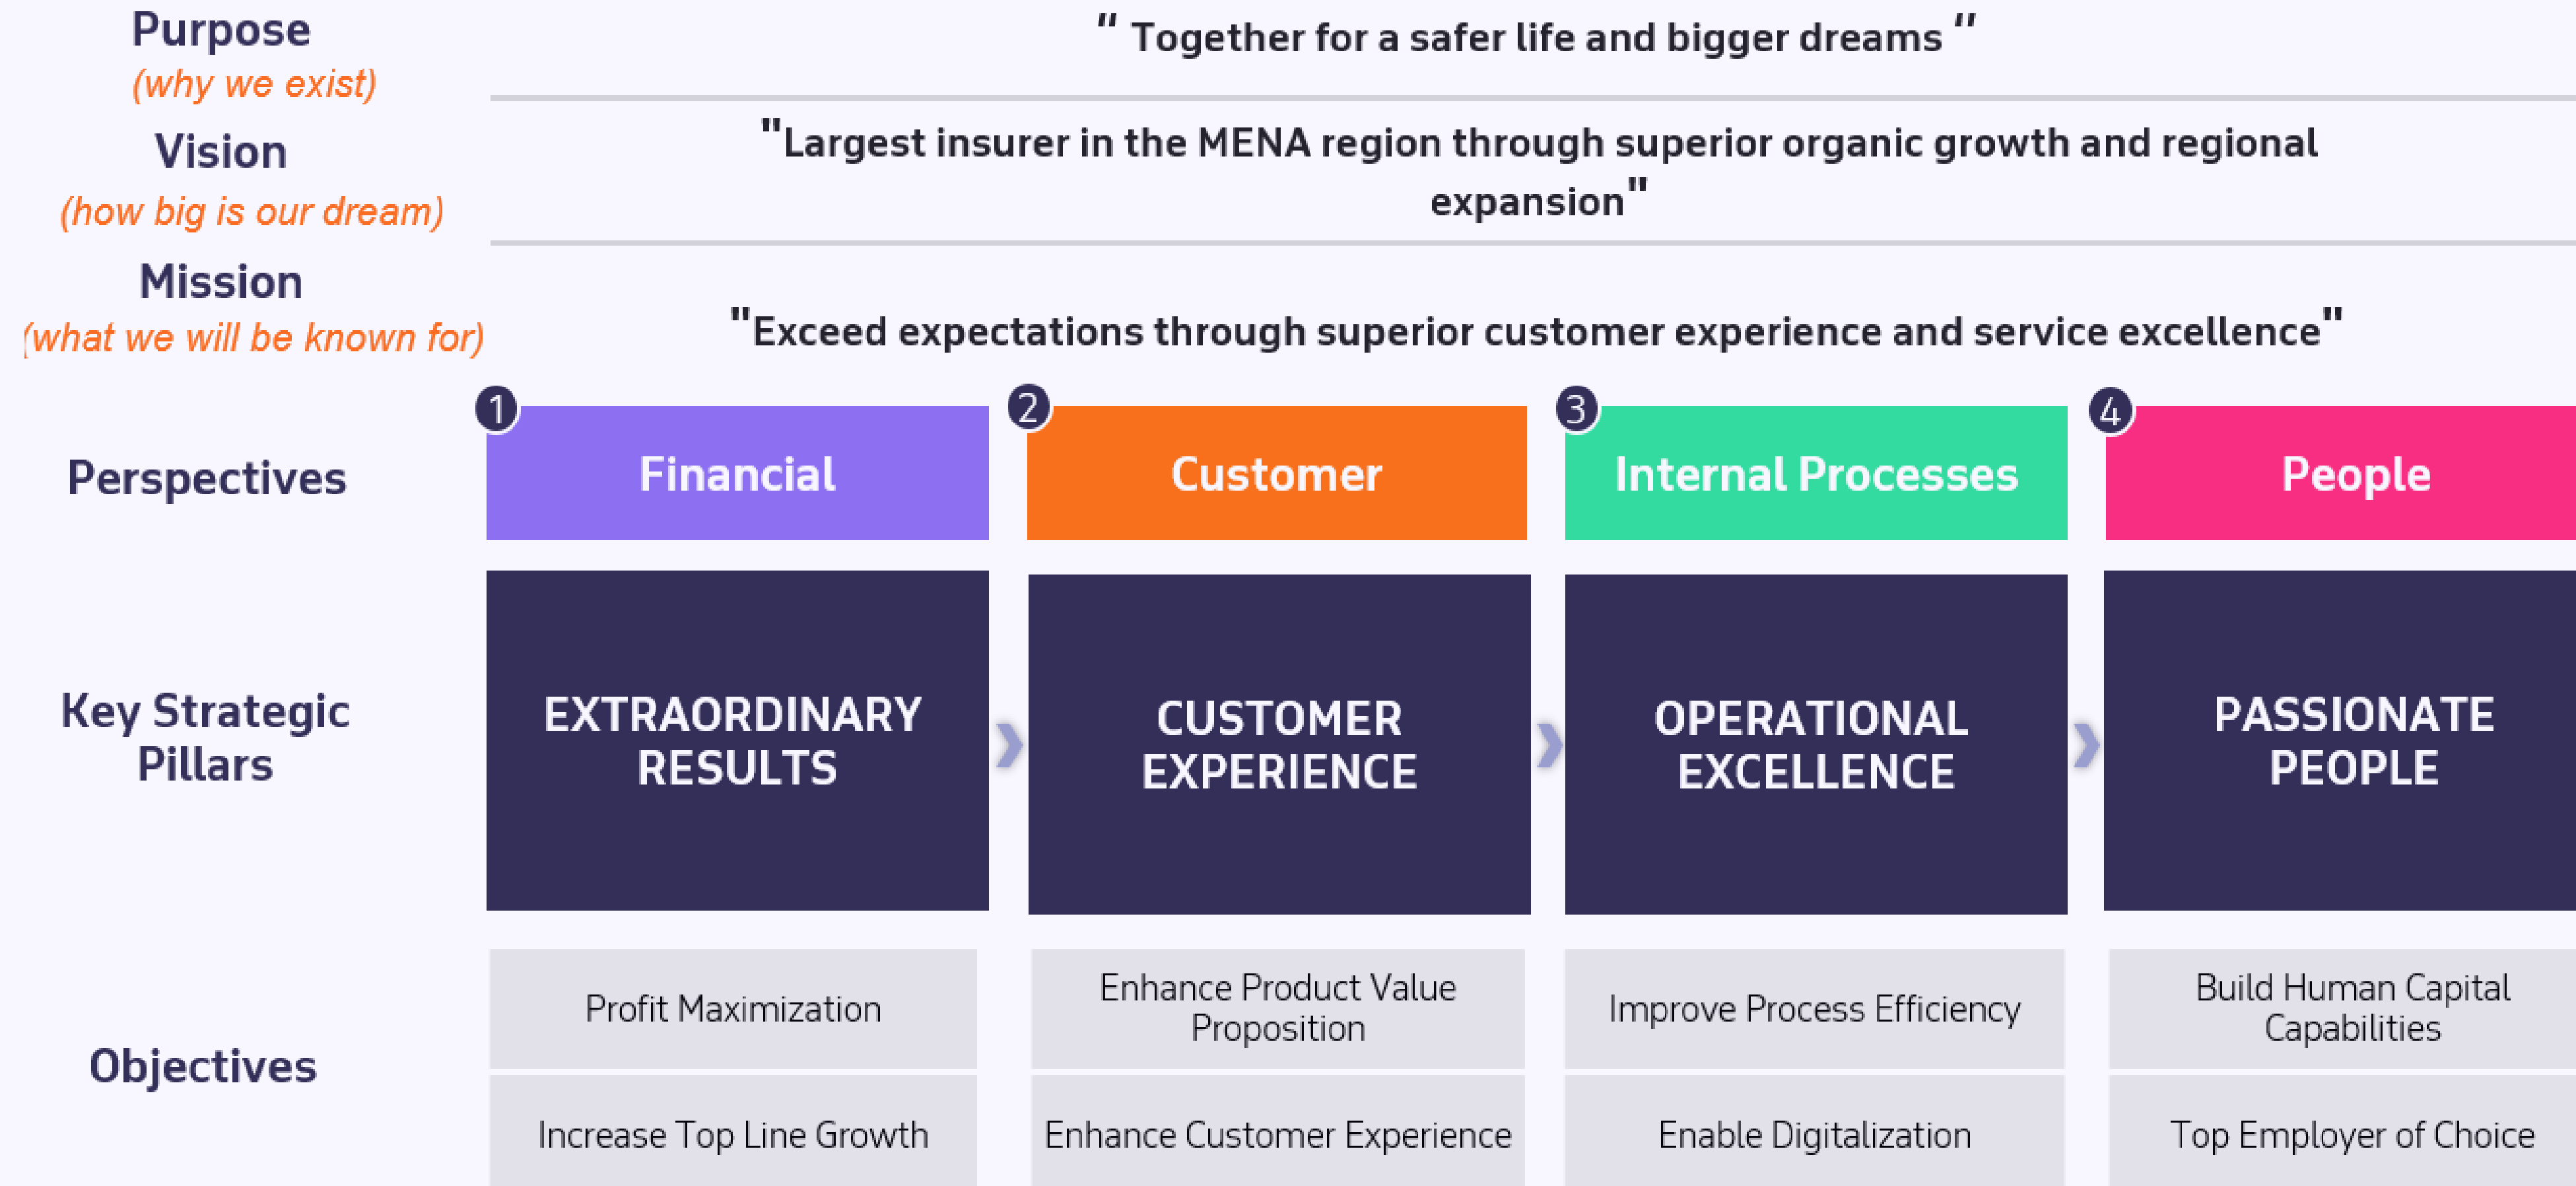 Purpose
(why we exist)
“ Together for a safer life and bigger dreams ”
Vision
(how big is our dream)
"Largest insurer in the MENA region through superior organic growth and regional
expansion"
Mission
(what we will be known for)
"Exceed expectations through superior customer experience and service excellence"
Perspectives
1
Financial
2
Customer
3
Internal Processes
4
People
Key Strategic
Pillars
EXTRAORDINARY
RESULTS
CUSTOMER
EXPERIENCE
OPERATIONAL
EXCELLENCE
PASSIONATE
PEOPLE
Objectives
Profit Maximization
Enhance Product Value
Proposition
Improve Process Efficiency
Build Human Capital
Capabilities
Increase Top Line Growth
Enhance Customer Experience
Enable Digitalization
Top Employer of Choice